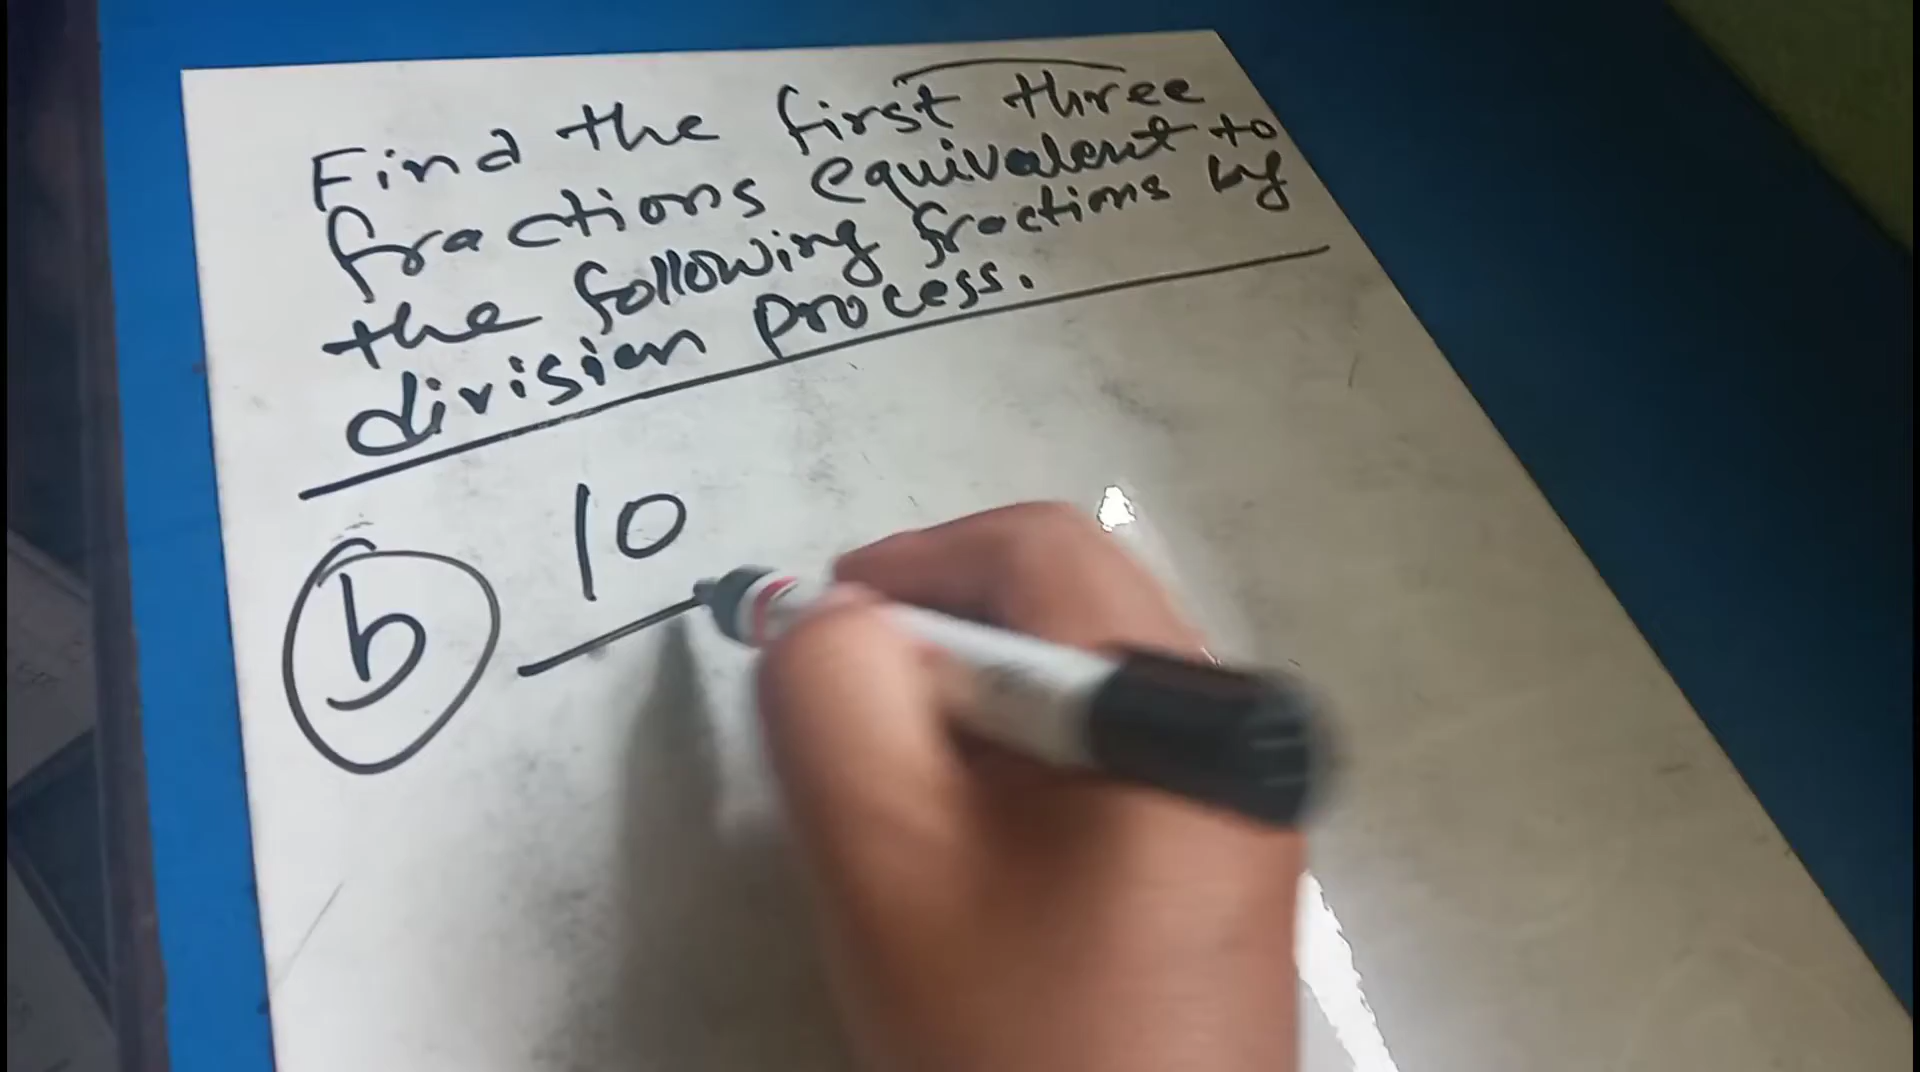 Find the first three
fractions equivalent to
the following fractions by
division process.
b 10